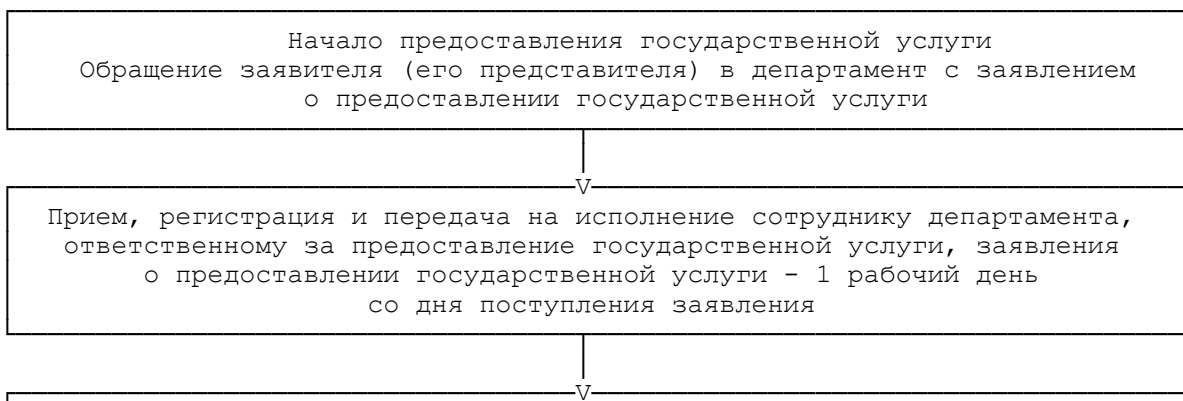 Начало предоставления государственной услуги
Обращение заявителя (его представителя) в департамент с заявлением
о предоставлении государственной услуги
V
Прием, регистрация и передача на исполнение сотруднику департамента,
ответственному за предоставление государственной услуги, заявления
о предоставлении государственной услуги - 1 рабочий день
со дня поступления заявления
V